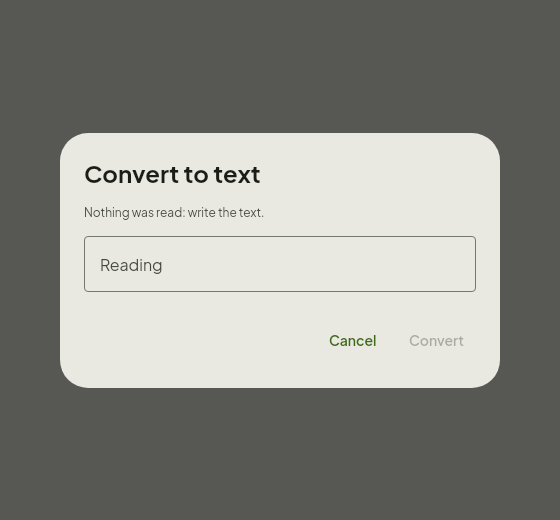 Convert to text
Nothing was read: write the text.
Reading
Cancel Convert